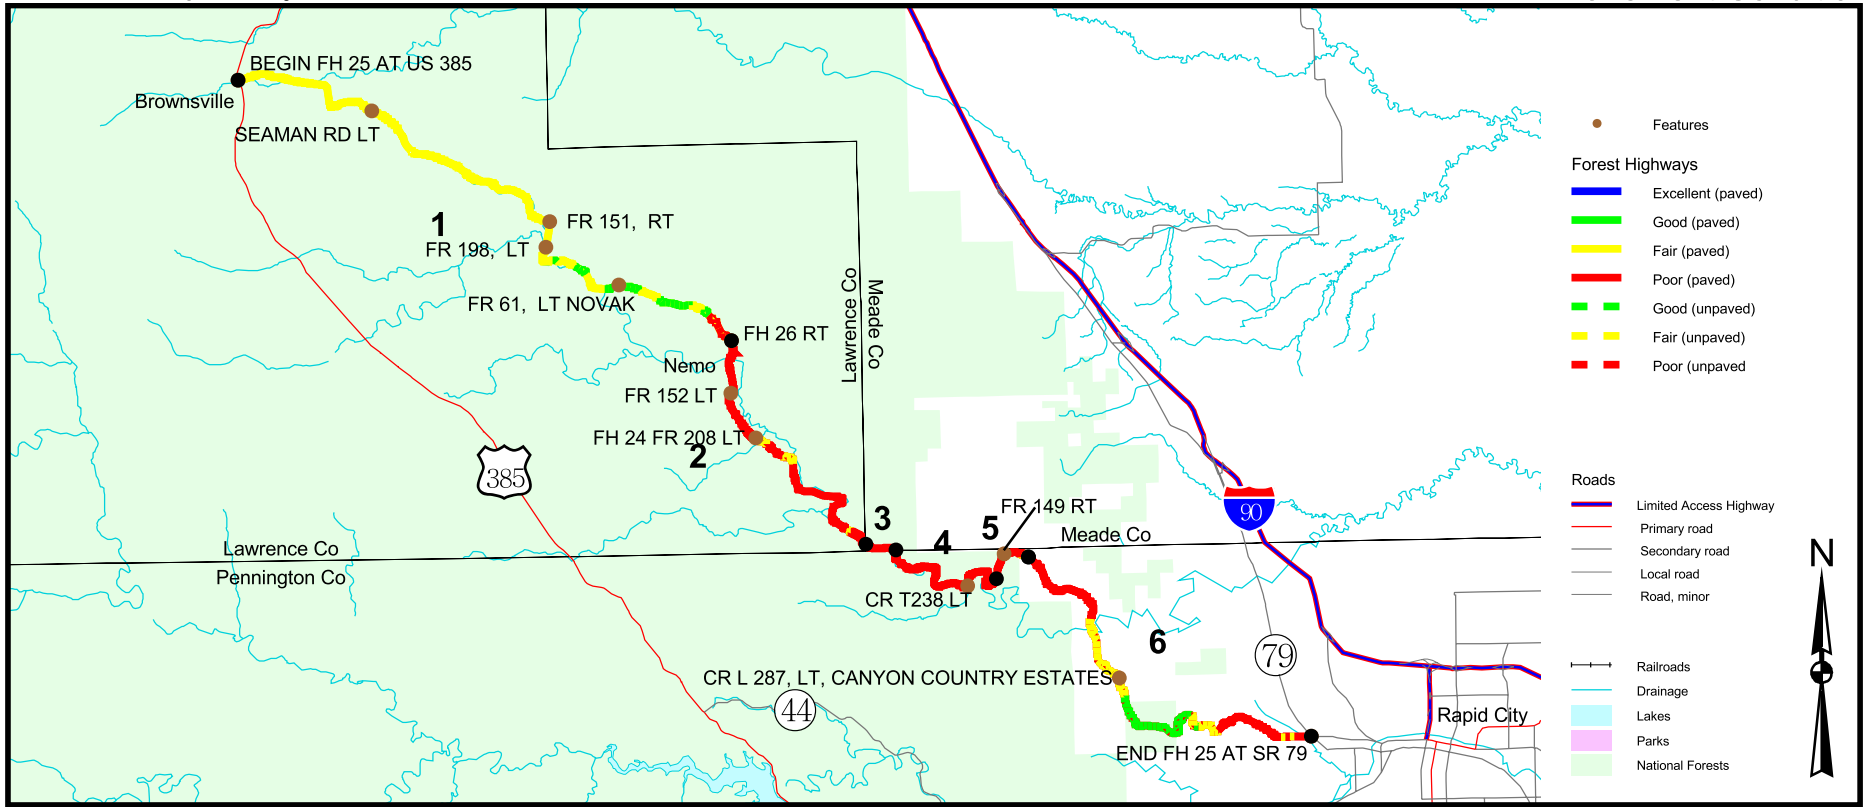 BEGIN FH 25 AT US 385
Brownsville
SEAMAN RD LT
1
FR 151, RT
FR 198, LT
FR 61, LT NOVAK
FH 26 RT
Nemo
FR 152 LT
FH 24 FR 208 LT
2
385
Lawrence Co
Meade Co
3
4
5
FR 149 RT
Meade Co
90
Lawrence Co
Pennington Co
CR T238 LT
6
79
CR L 287, LT, CANYON COUNTRY ESTATES
44
Rapid City
END FH 25 AT SR 79
Features
Forest Highways
Excellent (paved)
Good (paved)
Fair (paved)
Poor (paved)
Good (unpaved)
Fair (unpaved)
Poor (unpaved
Roads
Limited Access Highway
Primary road
Secondary road
Local road
Road, minor
Railroads
Drainage
Lakes
Parks
National Forests
N